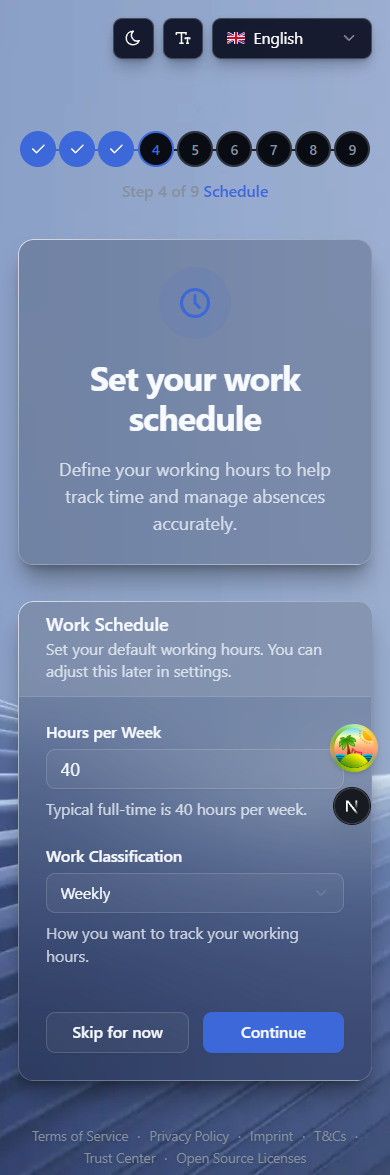 English
4 5 6 7 8 9
Step 4 of 9 Schedule
Set your work
schedule
Define your working hours to help
track time and manage absences
accurately.
Work Schedule
Set your default working hours. You can
adjust this later in settings.
Hours per Week
40
Typical full-time is 40 hours per week.
N
Work Classification
Weekly
How you want to track your working
hours.
Skip for now Continue
Terms of Service · Privacy Policy · Imprint · T&Cs ·
Trust Center · Open Source Licenses